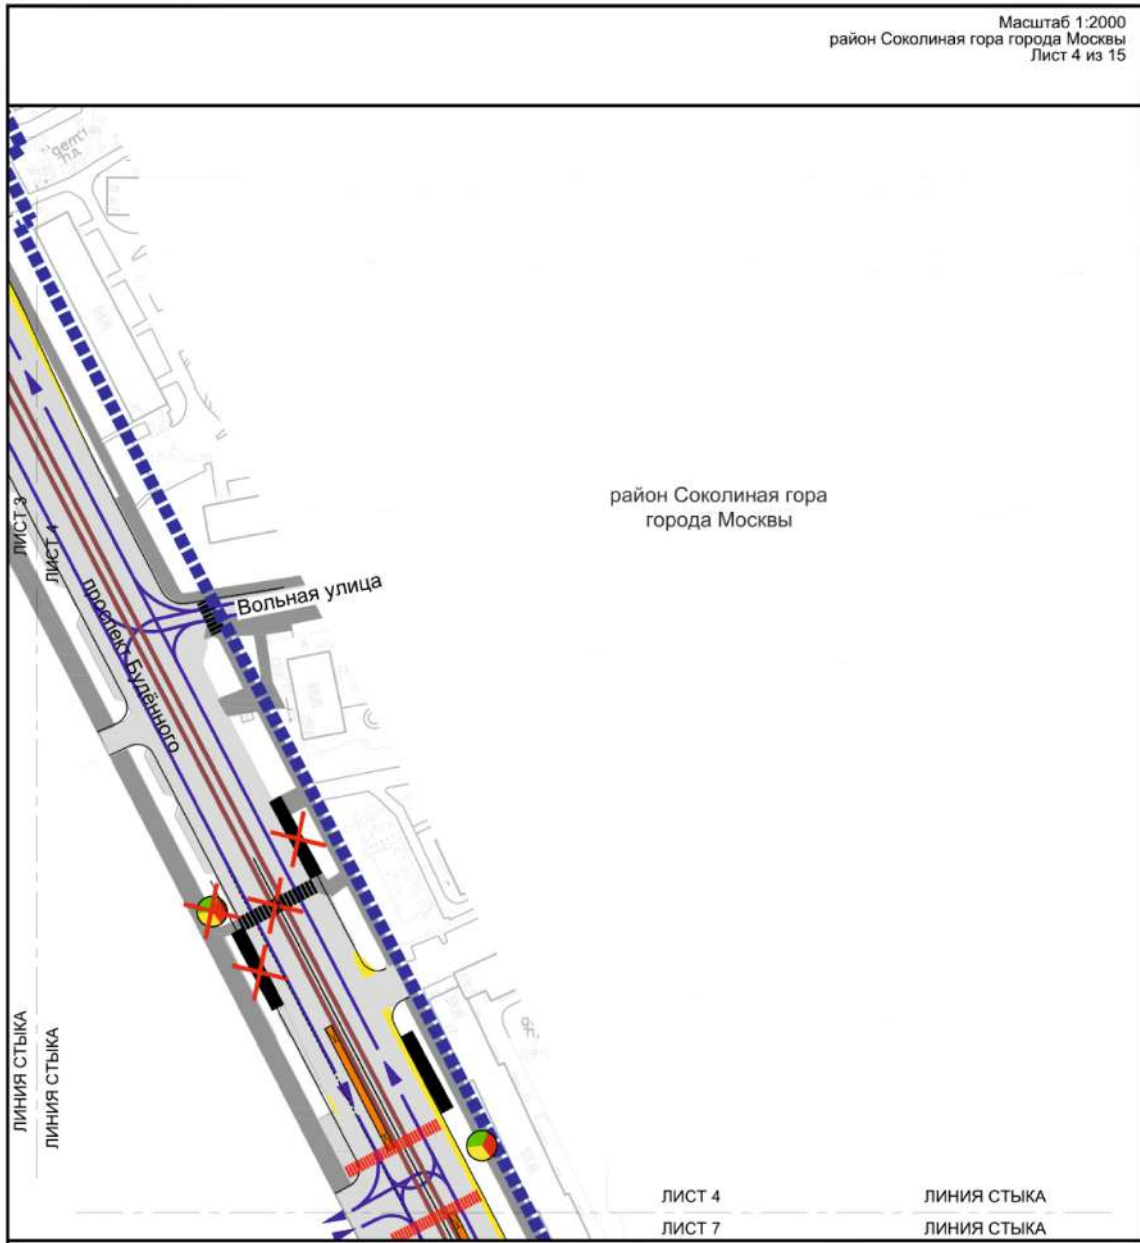 Масштаб 1:2000
район Соколиная гора города Москвы
Лист 4 из 15
район Соколиная гора
города Москвы
ЛИСТ 3
ЛИСТ 4
проспект Будённого
Вольная улица
ЛИНИЯ СТЫКА
ЛИНИЯ СТЫКА
ЛИСТ 4
ЛИНИЯ СТЫКА
ЛИСТ 7
ЛИНИЯ СТЫКА